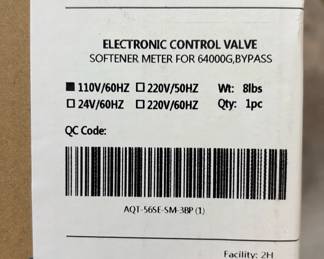 ELECTRONIC CONTROL VALVE
SOFTENER METER FOR 64000G,BYPASS
■ 110V/60HZ □ 220V/50HZ Wt: 8lbs
□ 24V/60HZ □ 220V/60HZ Qty: 1pc
QC Code:
AQT-56SE-SM-3BP (1)
Facility: 2H